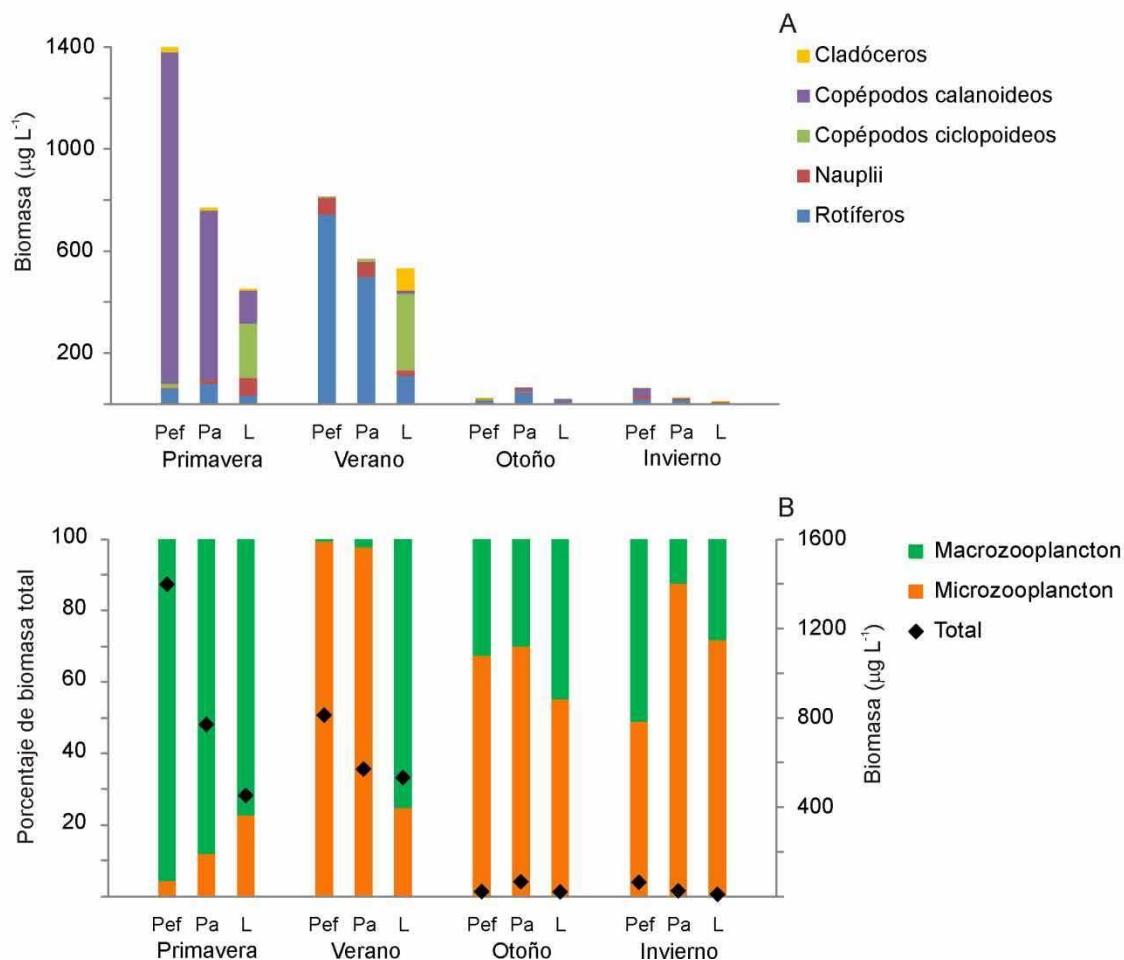 A
1400
1000
600
200
Biomasa (µg L-1)
Cladóceros
Copépodos calanoideos
Copépodos ciclopoideos
Nauplii
Rotíferos
Pef Pa L Pef Pa L Pef Pa L Pef Pa L
Primavera Verano Otoño Invierno
B
100
80
60
40
20
Porcentaje de biomasa total
1600
1200
800
400
Biomasa (µg L-1)
Macrozooplancton
Microzooplancton
Total
Pef Pa L Pef Pa L Pef Pa L Pef Pa L
Primavera Verano Otoño Invierno